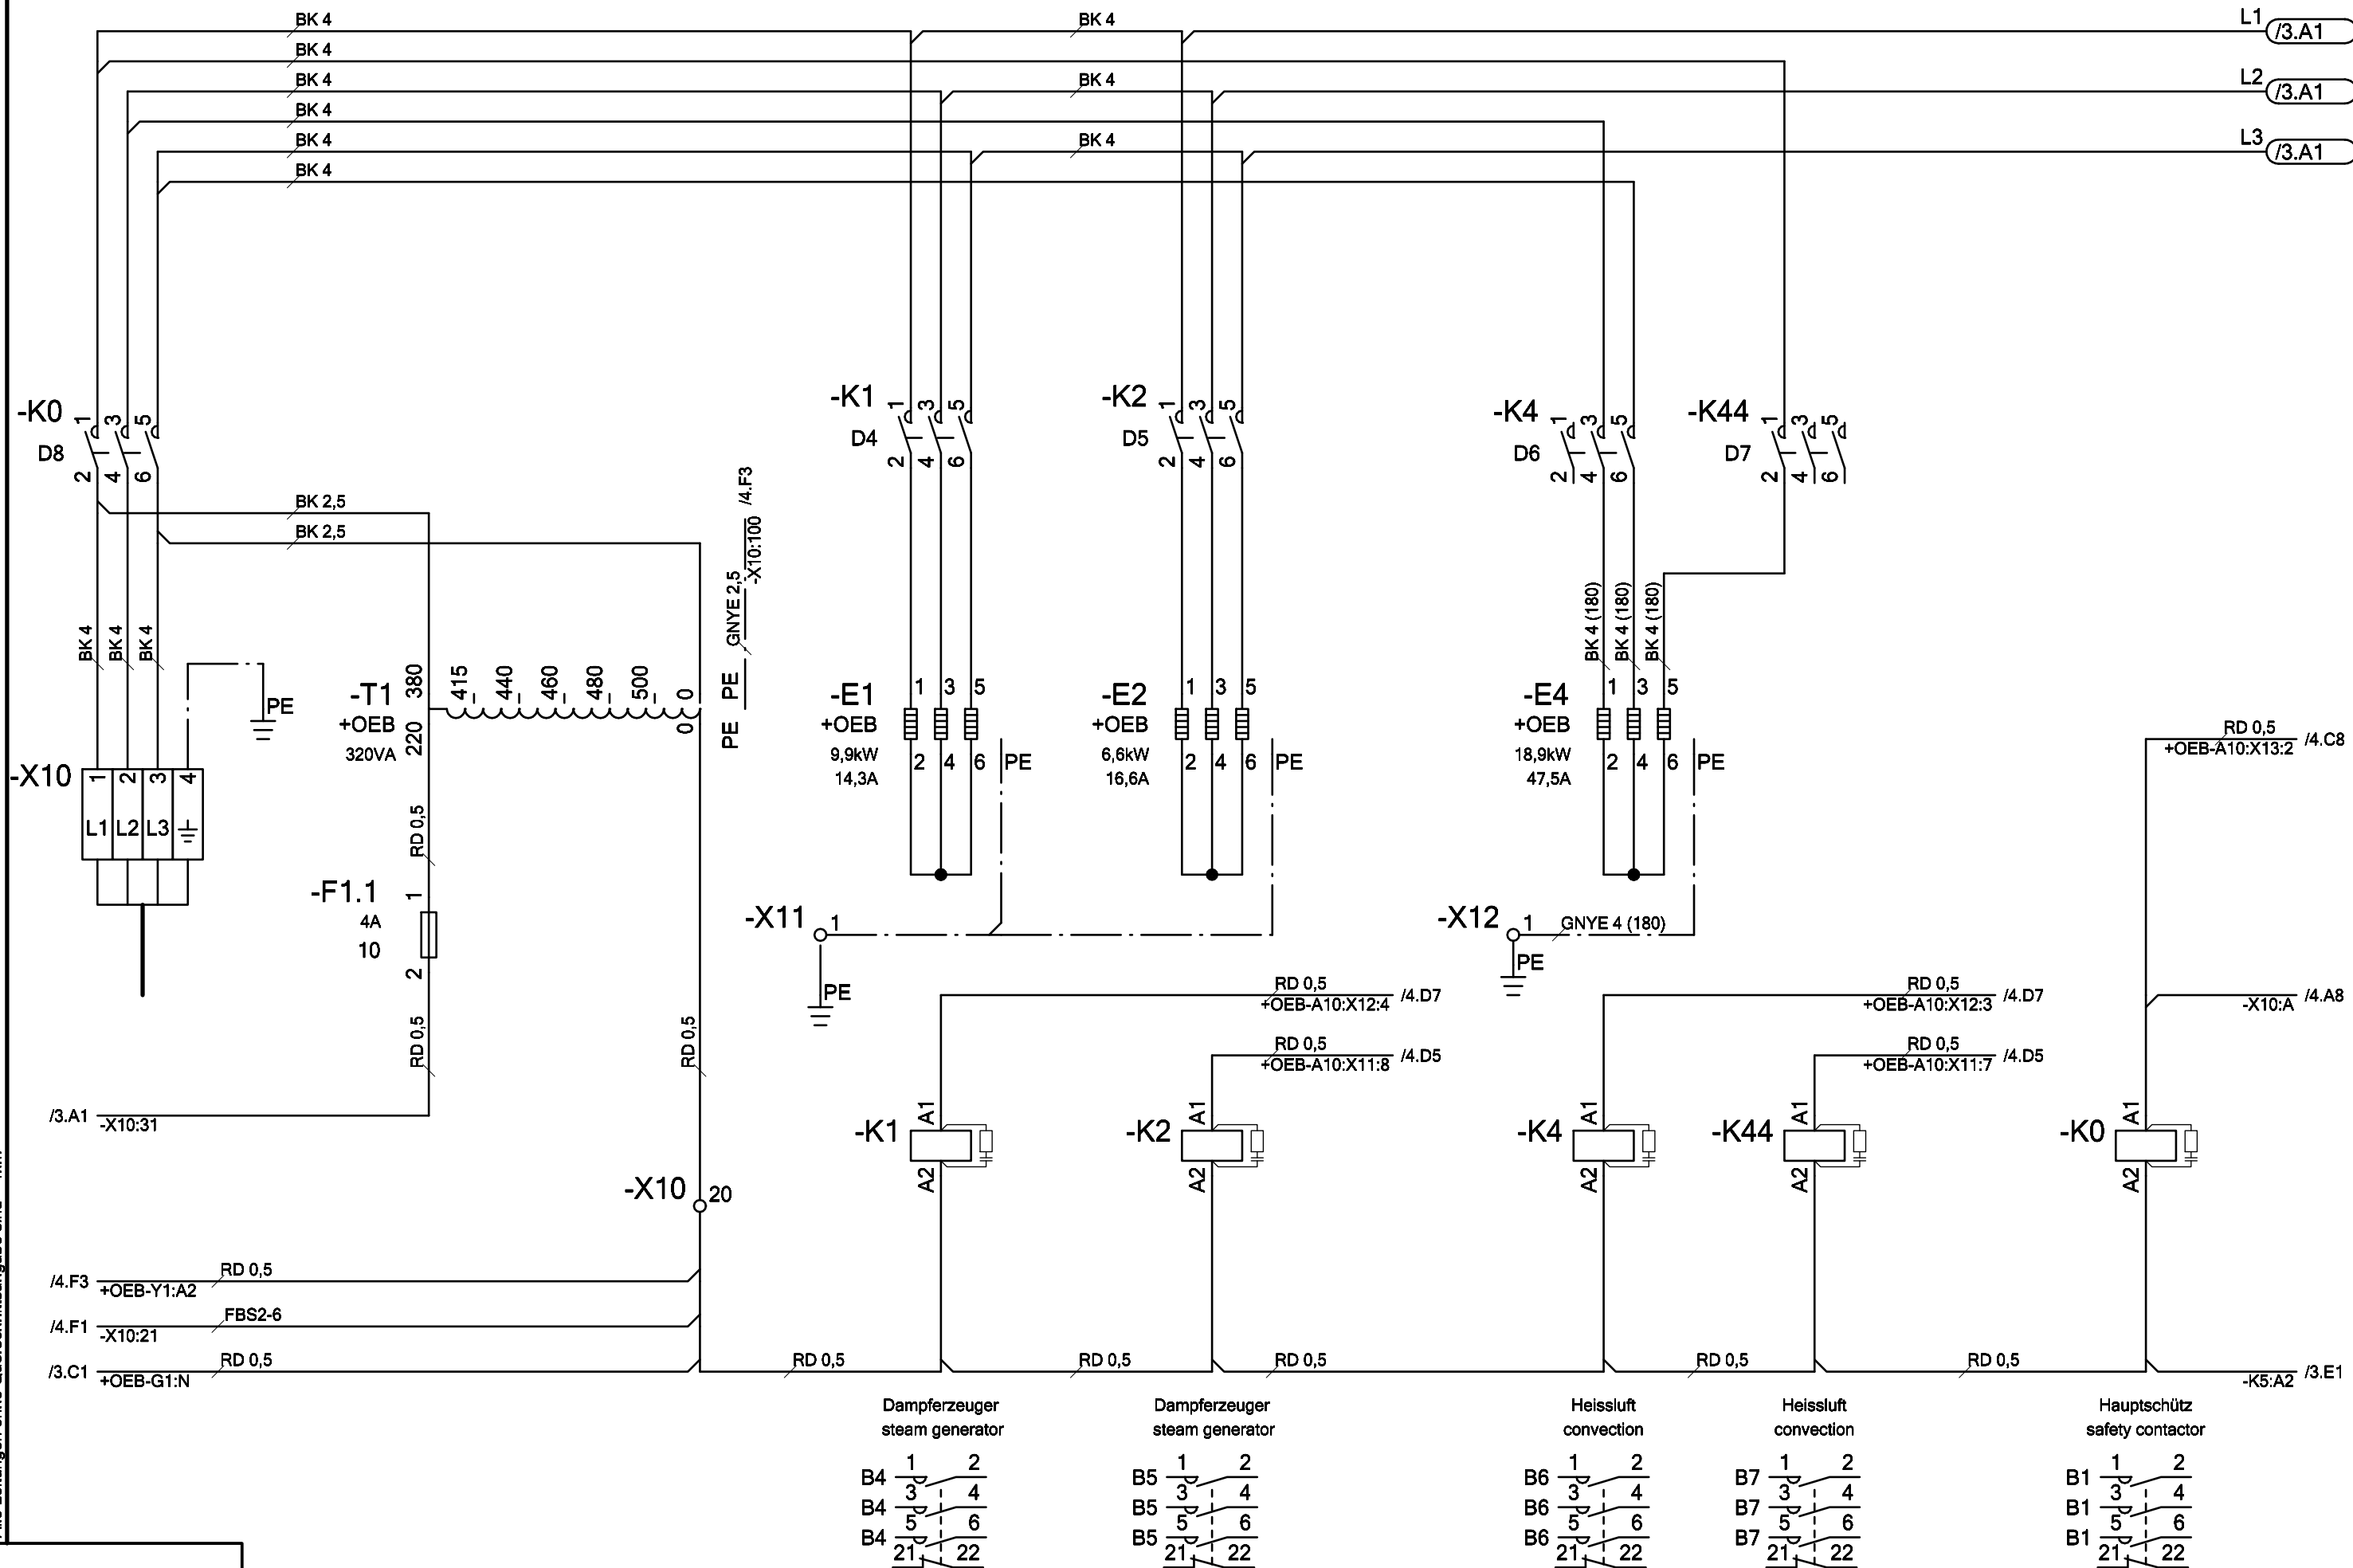 BK 4
BK 4
L1
/3.A1
BK 4
BK 4
BK 4
L2
/3.A1
BK 4
BK 4
BK 4
L3
/3.A1
BK 4
-K0
D8
1
3
5
2
4
6
-K1
D4
1
3
5
2
4
6
-K2
D5
1
3
5
2
4
6
-K4
D6
1
3
5
2
4
6
-K44
D7
1
3
5
2
4
6
BK 2,5
BK 2,5
BK 4
BK 4
BK 4
PE
-T1
+OEB
320VA
380
220
415
440
460
480
500
0
0
PE
PE
GNYE 2,5
-X10:100
/4.F3
-E1
+OEB
9,9kW
14,3A
1
3
5
2
4
6
PE
-E2
+OEB
6,6kW
16,6A
1
3
5
2
4
6
PE
BK 4 (180)
BK 4 (180)
BK 4 (180)
-E4
+OEB
18,9kW
47,5A
1
3
5
2
4
6
PE
RD 0,5
+OEB-A10:X13:2
/4.C8
-X10
1
2
3
4
L1
L2
L3
RD 0,5
-F1.1
4A
10
1
2
RD 0,5
RD 0,5
-X11
1
PE
-X12
1
GNYE 4 (180)
PE
RD 0,5
+OEB-A10:X12:4
/4.D7
RD 0,5
+OEB-A10:X12:3
/4.D7
-X10:A
/4.A8
RD 0,5
+OEB-A10:X11:8
/4.D5
RD 0,5
+OEB-A10:X11:7
/4.D5
/3.A1
-X10:31
-K1
A1
A2
-K2
A1
A2
-K4
A1
A2
-K44
A1
A2
-K0
A1
A2
-X10
20
/4.F3
RD 0,5
+OEB-Y1:A2
/4.F1
FBS2-6
-X10:21
/3.C1
RD 0,5
+OEB-G1:N
RD 0,5
RD 0,5
RD 0,5
RD 0,5
RD 0,5
-K5:A2
/3.E1
Dampferzeuger
steam generator
Dampferzeuger
steam generator
Heissluft
convection
Heissluft
convection
Hauptschütz
safety contactor
B4
1
2
B4
3
4
B4
5
6
21
22
B5
1
2
B5
3
4
B5
5
6
21
22
B6
1
2
B6
3
4
B6
5
6
21
22
B7
1
2
B7
3
4
B7
5
6
21
22
B1
1
2
B1
3
4
B1
5
6
21
22